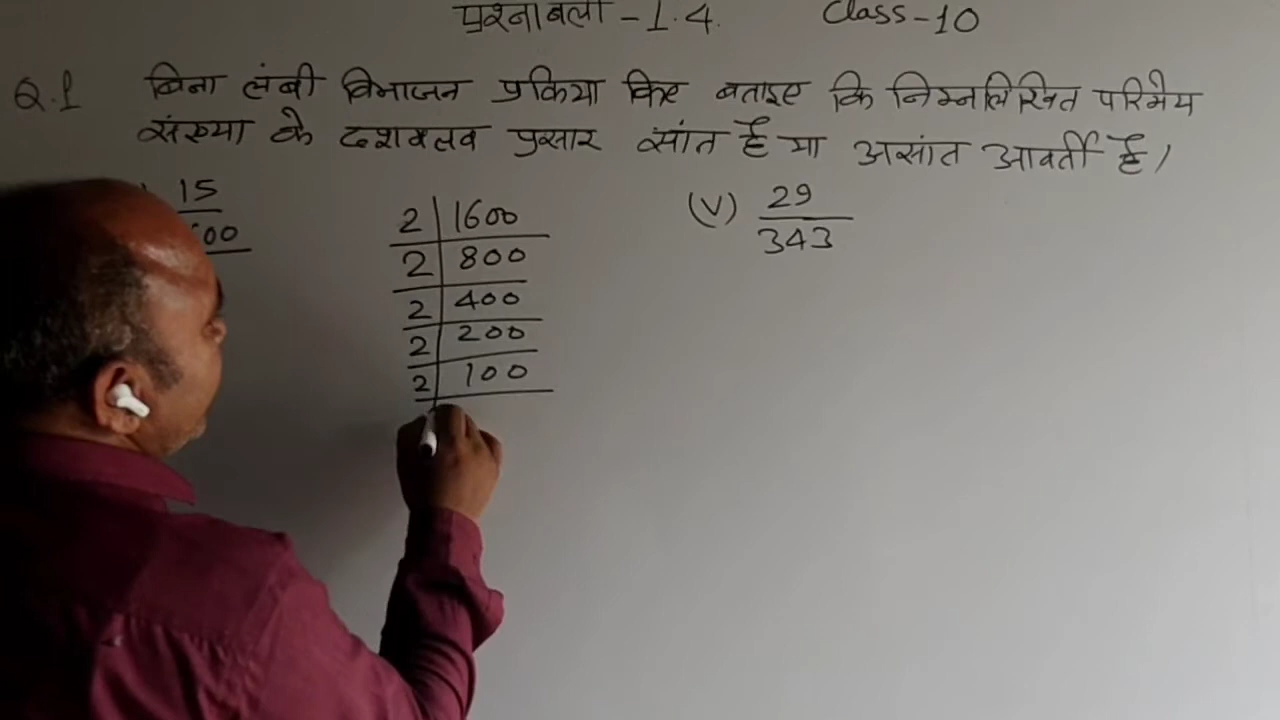 प्रश्नावली - 1.4. Class-10
Q.1 बिना लंबी विभाजन प्रक्रिया किए बताइए कि निम्नलिखित परिमेय
संख्या के दशमलव प्रसार सांत है या असांत आवर्ती है।
15
00
2 | 1600
2 | 800
2 | 400
2 | 200
2 | 100
(V) 29
343